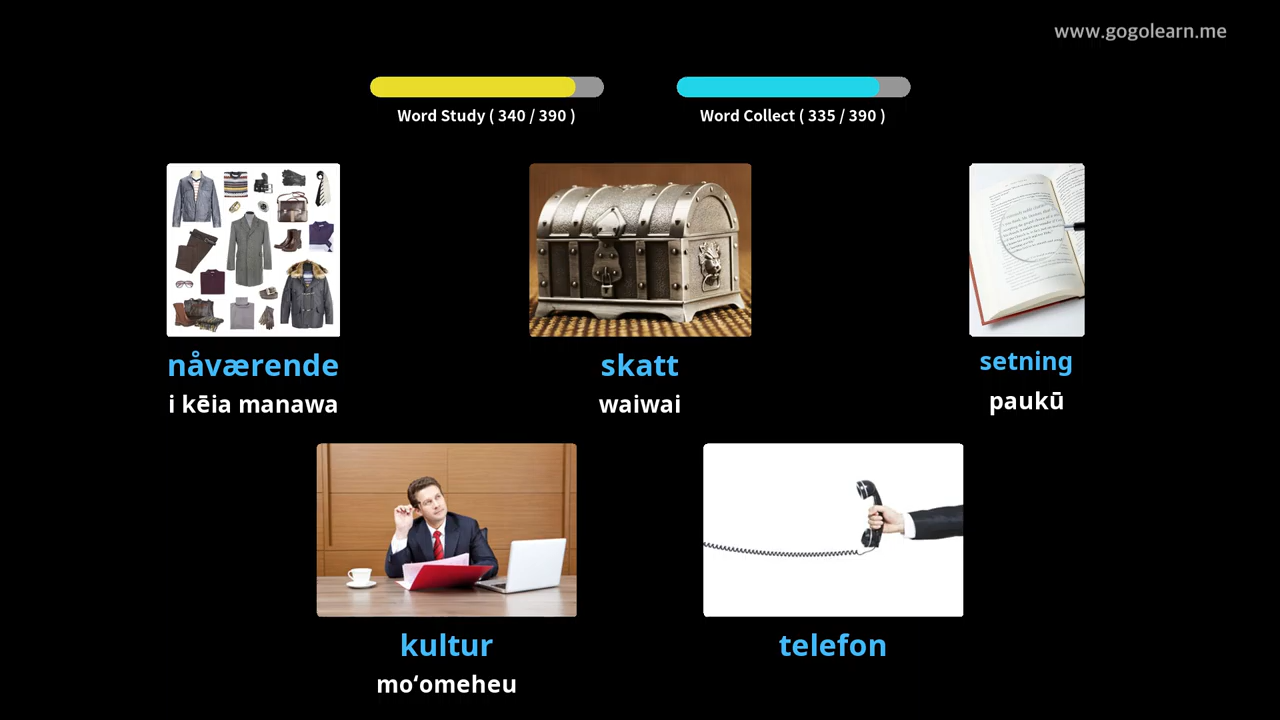 www.gogolearn.me
Word Study ( 340 / 390 )
Word Collect ( 335 / 390 )
nåværende
i kēia manawa
skatt
waiwai
setning
paukū
kultur
moʻomeheu
telefon